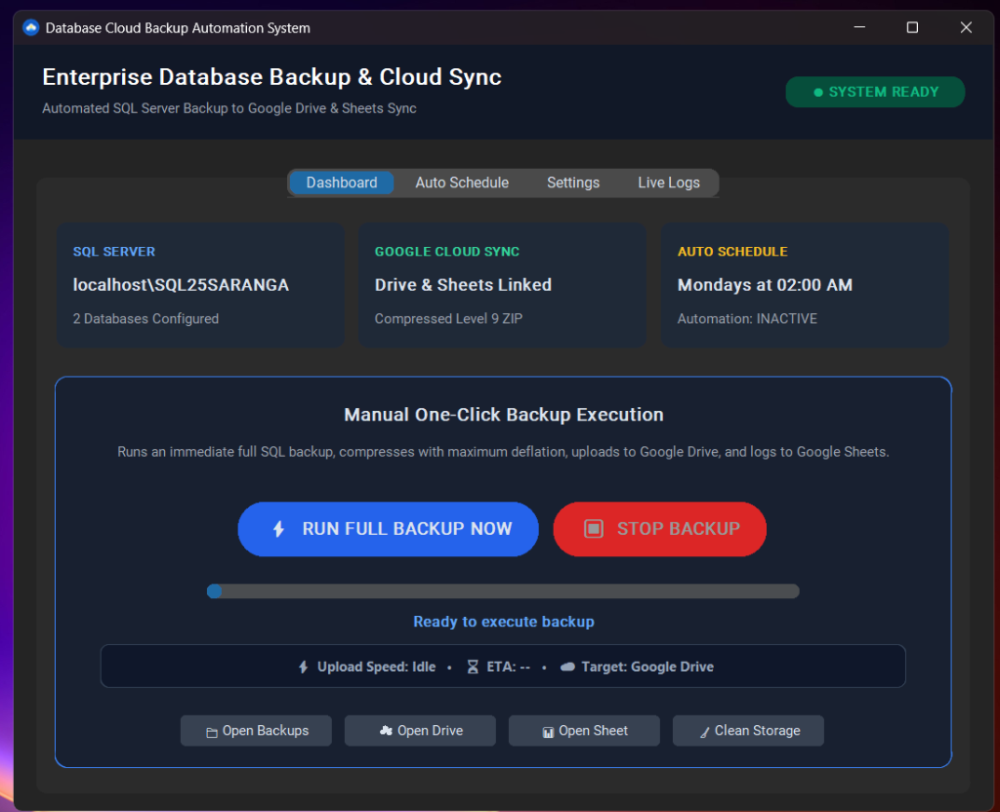 Database Cloud Backup Automation System
Enterprise Database Backup & Cloud Sync
Automated SQL Server Backup to Google Drive & Sheets Sync
SYSTEM READY
Dashboard
Auto Schedule
Settings
Live Logs
SQL SERVER
localhost\SQL25SARANGA
2 Databases Configured
GOOGLE CLOUD SYNC
Drive & Sheets Linked
Compressed Level 9 ZIP
AUTO SCHEDULE
Mondays at 02:00 AM
Automation: INACTIVE
Manual One-Click Backup Execution
Runs an immediate full SQL backup, compresses with maximum deflation, uploads to Google Drive, and logs to Google Sheets.
RUN FULL BACKUP NOW
STOP BACKUP
Ready to execute backup
Upload Speed: Idle • ETA: -- • Target: Google Drive
Open Backups
Open Drive
Open Sheet
Clean Storage